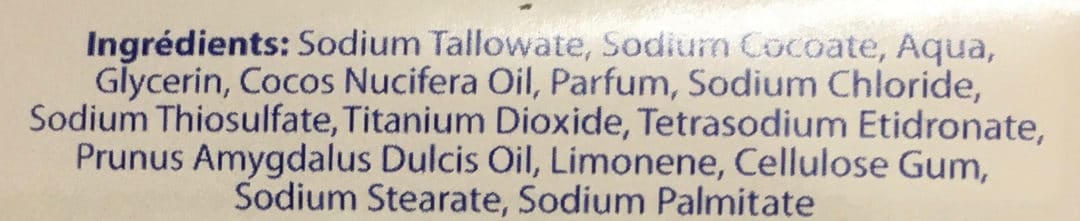 Ingrédients: Sodium Tallowate, Sodium Cocoate, Aqua,
Glycerin, Cocos Nucifera Oil, Parfum, Sodium Chloride,
Sodium Thiosulfate, Titanium Dioxide, Tetrasodium Etidronate,
Prunus Amygdalus Dulcis Oil, Limonene, Cellulose Gum,
Sodium Stearate, Sodium Palmitate